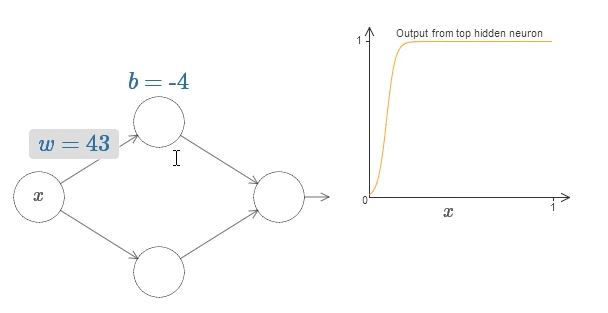 b = -4
w = 43
x
Output from top hidden neuron
1
0
x
1